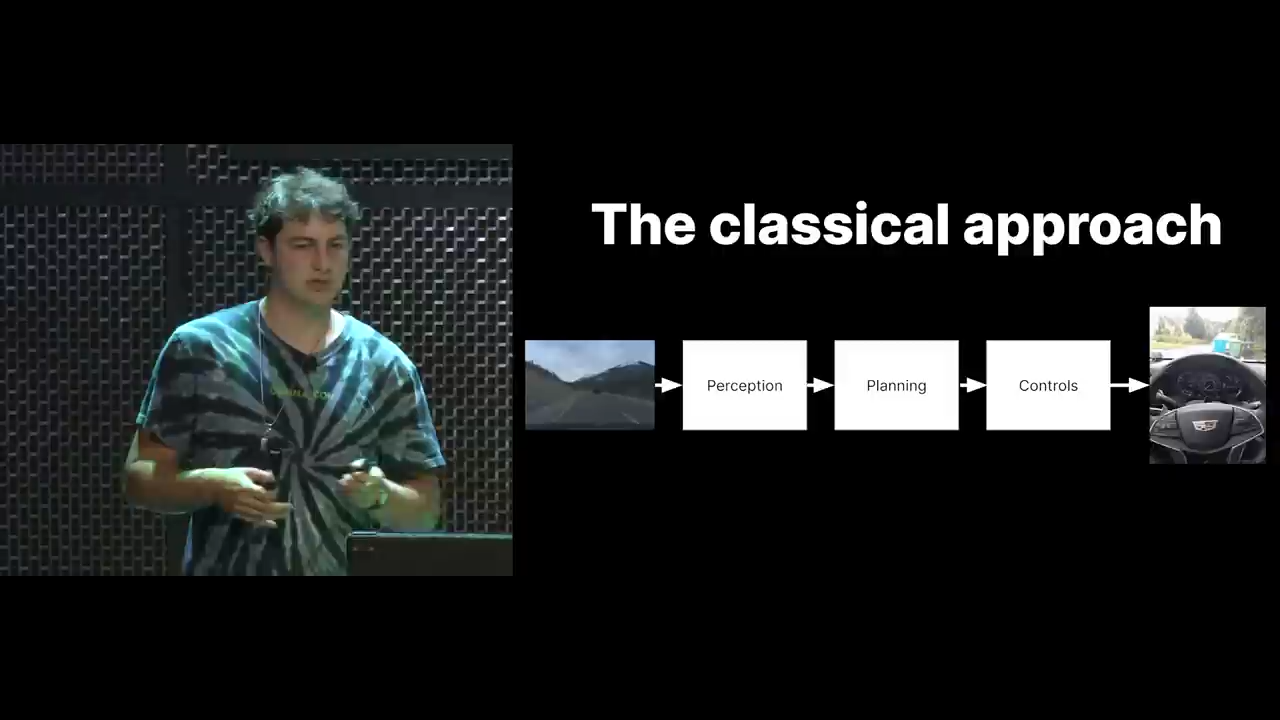 The classical approach
Perception
Planning
Controls